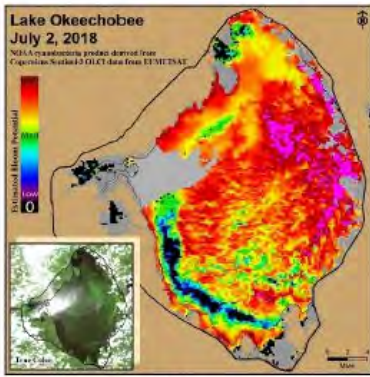 Lake Okeechobee
July 2, 2018
NOAA cyanobacteria product derived from
Copernicus Sentinel-3 OLCI data from EUMETSAT
Estimated Bloom Potential
Med
Low
0
True Color
Miles